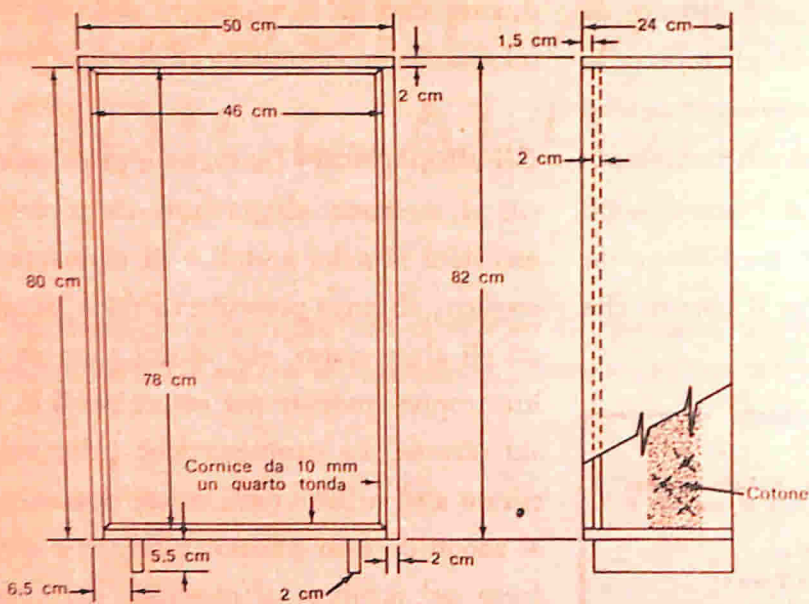 50 cm
24 cm
1,5 cm
2 cm
46 cm
2 cm
80 cm
82 cm
78 cm
Cornice da 10 mm
un quarto tonda
Cotone
5.5 cm
6,5 cm
2 cm
2 cm